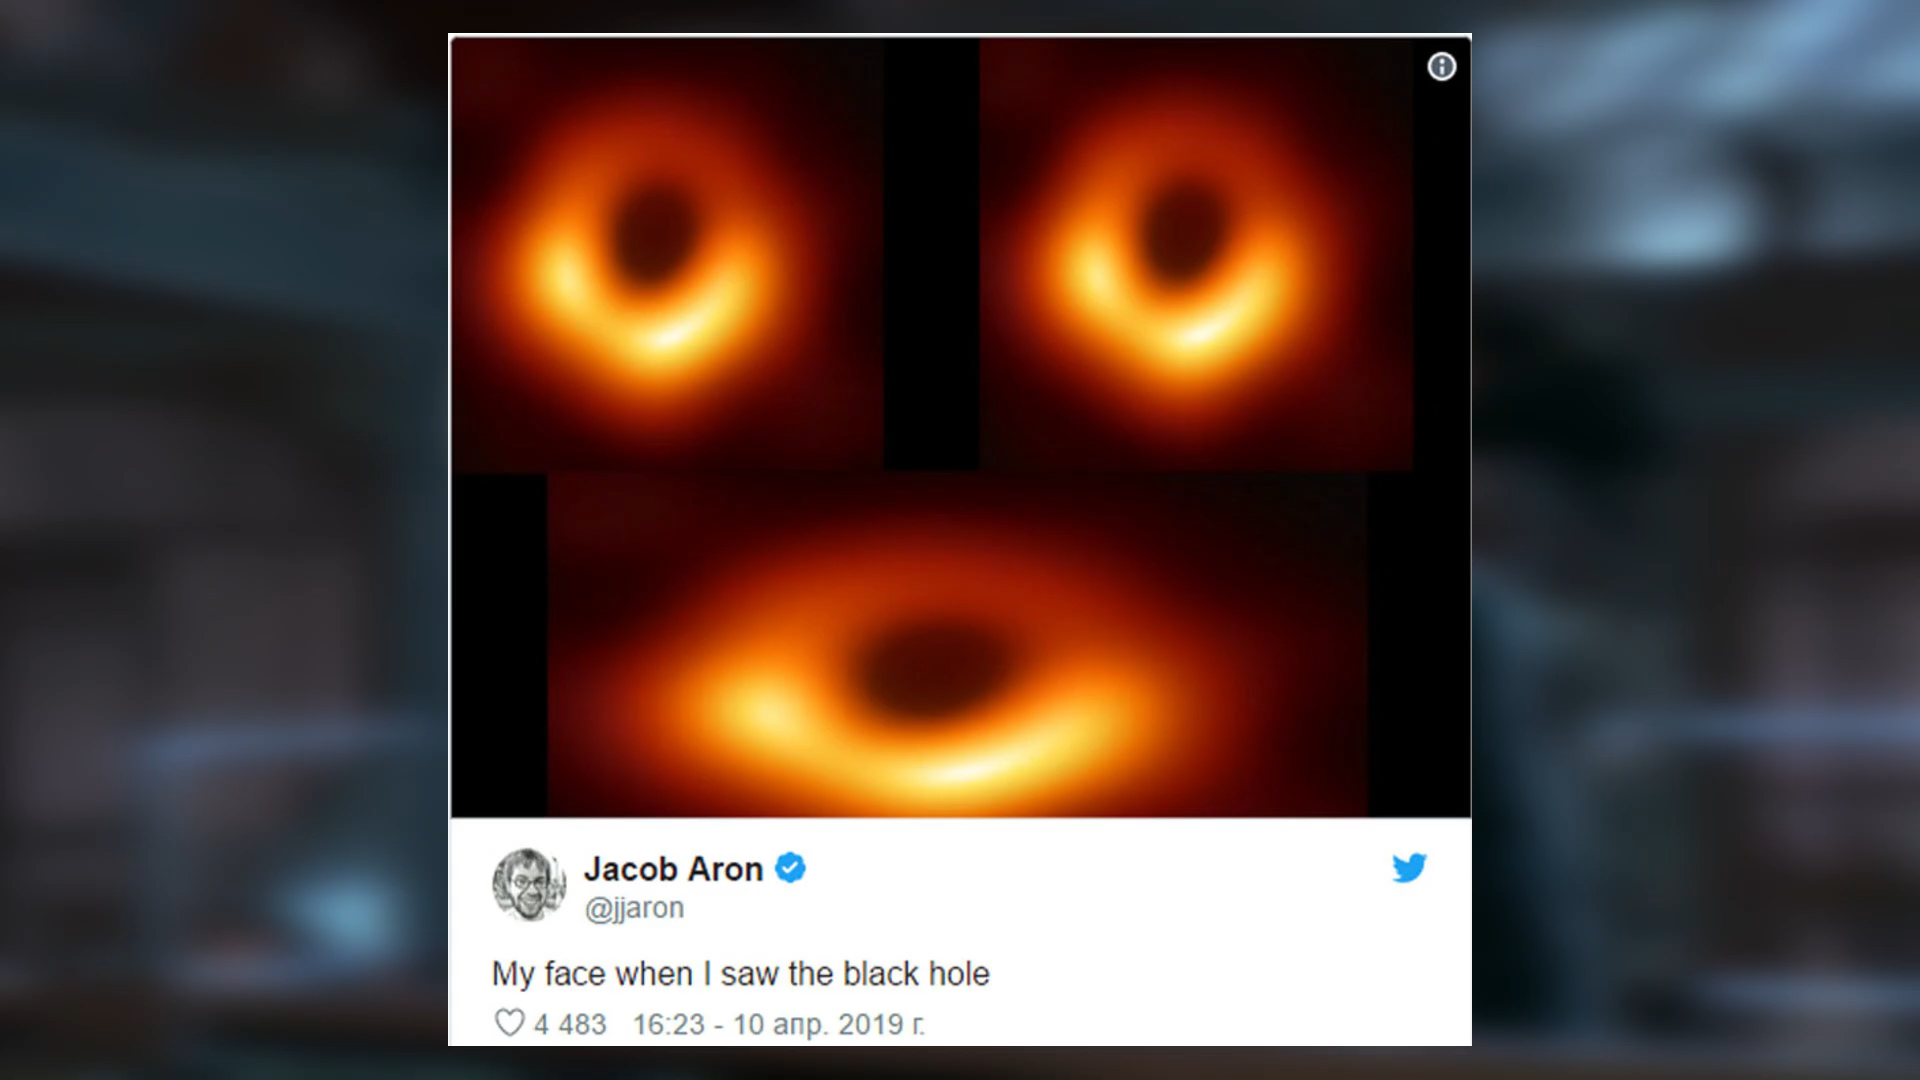 Jacob Aron
@jjaron
My face when I saw the black hole
4 483 16:23 - 10 апр. 2019 г.